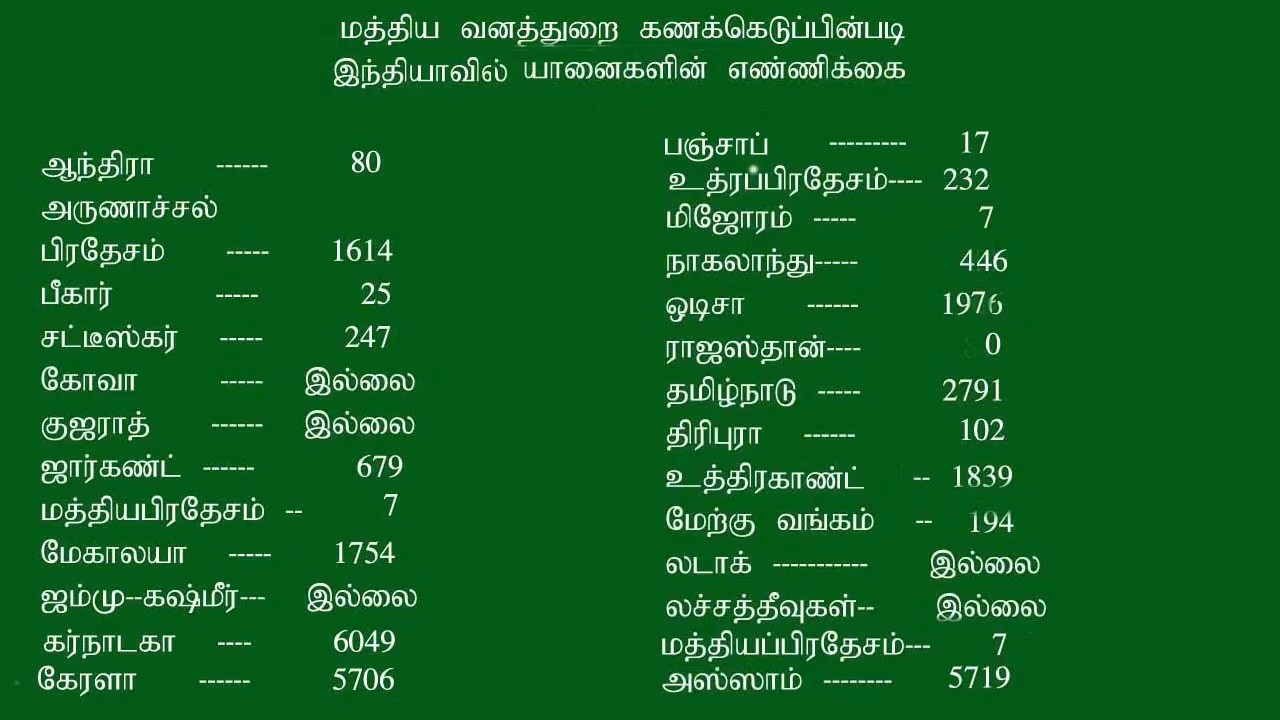 மத்திய வனத்துறை கணக்கெடுப்பின்படி
இந்தியாவில் யானைகளின் எண்ணிக்கை
ஆந்திரா ------ 80
அருணாச்சல்
பிரதேசம் ----- 1614
பீகார் ----- 25
சட்டீஸ்கர் ----- 247
கோவா ----- இல்லை
குஜராத் ------ இல்லை
ஜார்கண்ட் ------ 679
மத்தியபிரதேசம் -- 7
மேகாலயா ----- 1754
ஜம்மு--கஷ்மீர்--- இல்லை
கர்நாடகா ---- 6049
கேரளா ------ 5706
பஞ்சாப் --------- 17
உத்ரப்பிரதேசம்---- 232
மிஜோரம் ----- 7
நாகலாந்து----- 446
ஒடிசா ------ 1976
ராஜஸ்தான்---- 0
தமிழ்நாடு ----- 2791
திரிபுரா ------ 102
உத்திரகாண்ட் -- 1839
மேற்கு வங்கம் -- 194
லடாக் ----------- இல்லை
லச்சத்தீவுகள்-- இல்லை
மத்தியப்பிரதேசம்--- 7
அஸ்ஸாம் -------- 5719